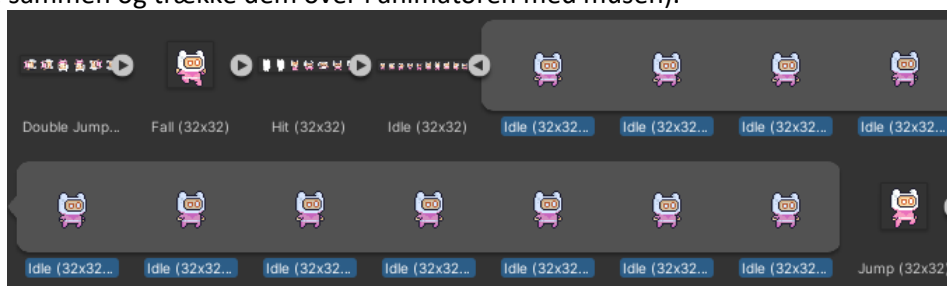 sammen og trække dem over i animatoren med musen).
Double Jump... Fall (32x32) Hit (32x32) Idle (32x32) Idle (32x32... Idle (32x32... Idle (32x32... Idle (32x32...
Idle (32x32... Idle (32x32... Idle (32x32... Idle (32x32... Idle (32x32... Idle (32x32... Idle (32x32... Jump (32x32)